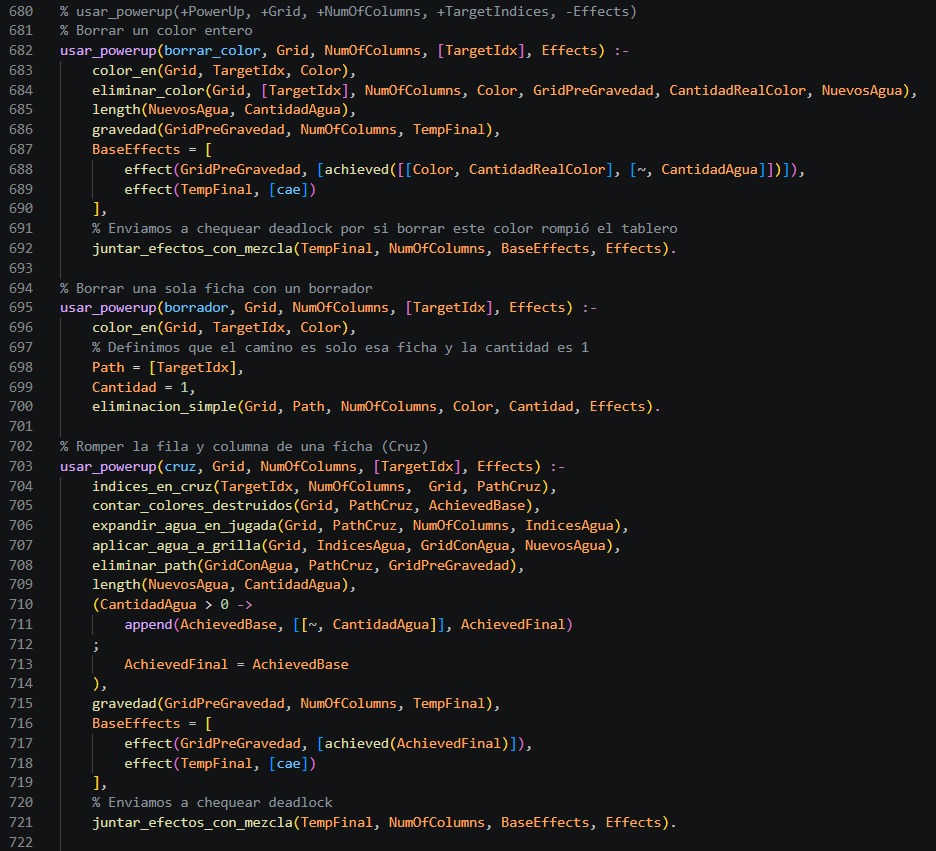 680 % usar_powerup(+PowerUp, +Grid, +NumOfColumns, +TargetIndices, -Effects)
681 % Borrar un color entero
682 usar_powerup(borrar_color, Grid, NumOfColumns, [TargetIdx], Effects) :-
683     color_en(Grid, TargetIdx, Color),
684     eliminar_color(Grid, [TargetIdx], NumOfColumns, Color, GridPreGravedad, CantidadRealColor, NuevosAgua),
685     length(NuevosAgua, CantidadAgua),
686     gravedad(GridPreGravedad, NumOfColumns, TempFinal),
687     BaseEffects = [
688         effect(GridPreGravedad, [achieved([[Color, CantidadRealColor], [~, CantidadAgua]])]),
689         effect(TempFinal, [cae])
690     ],
691     % Enviamos a chequear deadlock por si borrar este color rompió el tablero
692     juntar_efectos_con_mezcla(TempFinal, NumOfColumns, BaseEffects, Effects).
693
694 % Borrar una sola ficha con un borrador
695 usar_powerup(borrador, Grid, NumOfColumns, [TargetIdx], Effects) :-
696     color_en(Grid, TargetIdx, Color),
697     % Definimos que el camino es solo esa ficha y la cantidad es 1
698     Path = [TargetIdx],
699     Cantidad = 1,
700     eliminacion_simple(Grid, Path, NumOfColumns, Color, Cantidad, Effects).
701
702 % Romper la fila y columna de una ficha (Cruz)
703 usar_powerup(cruz, Grid, NumOfColumns, [TargetIdx], Effects) :-
704     indices_en_cruz(TargetIdx, NumOfColumns,  Grid, PathCruz),
705     contar_colores_destruidos(Grid, PathCruz, AchievedBase),
706     expandir_agua_en_jugada(Grid, PathCruz, NumOfColumns, IndicesAgua),
707     aplicar_agua_a_grilla(Grid, IndicesAgua, GridConAgua, NuevosAgua),
708     eliminar_path(GridConAgua, PathCruz, GridPreGravedad),
709     length(NuevosAgua, CantidadAgua),
710     (CantidadAgua > 0 ->
711         append(AchievedBase, [[~, CantidadAgua]], AchievedFinal)
712     ;
713         AchievedFinal = AchievedBase
714     ),
715     gravedad(GridPreGravedad, NumOfColumns, TempFinal),
716     BaseEffects = [
717         effect(GridPreGravedad, [achieved(AchievedFinal)]),
718         effect(TempFinal, [cae])
719     ],
720     % Enviamos a chequear deadlock
721     juntar_efectos_con_mezcla(TempFinal, NumOfColumns, BaseEffects, Effects).
722